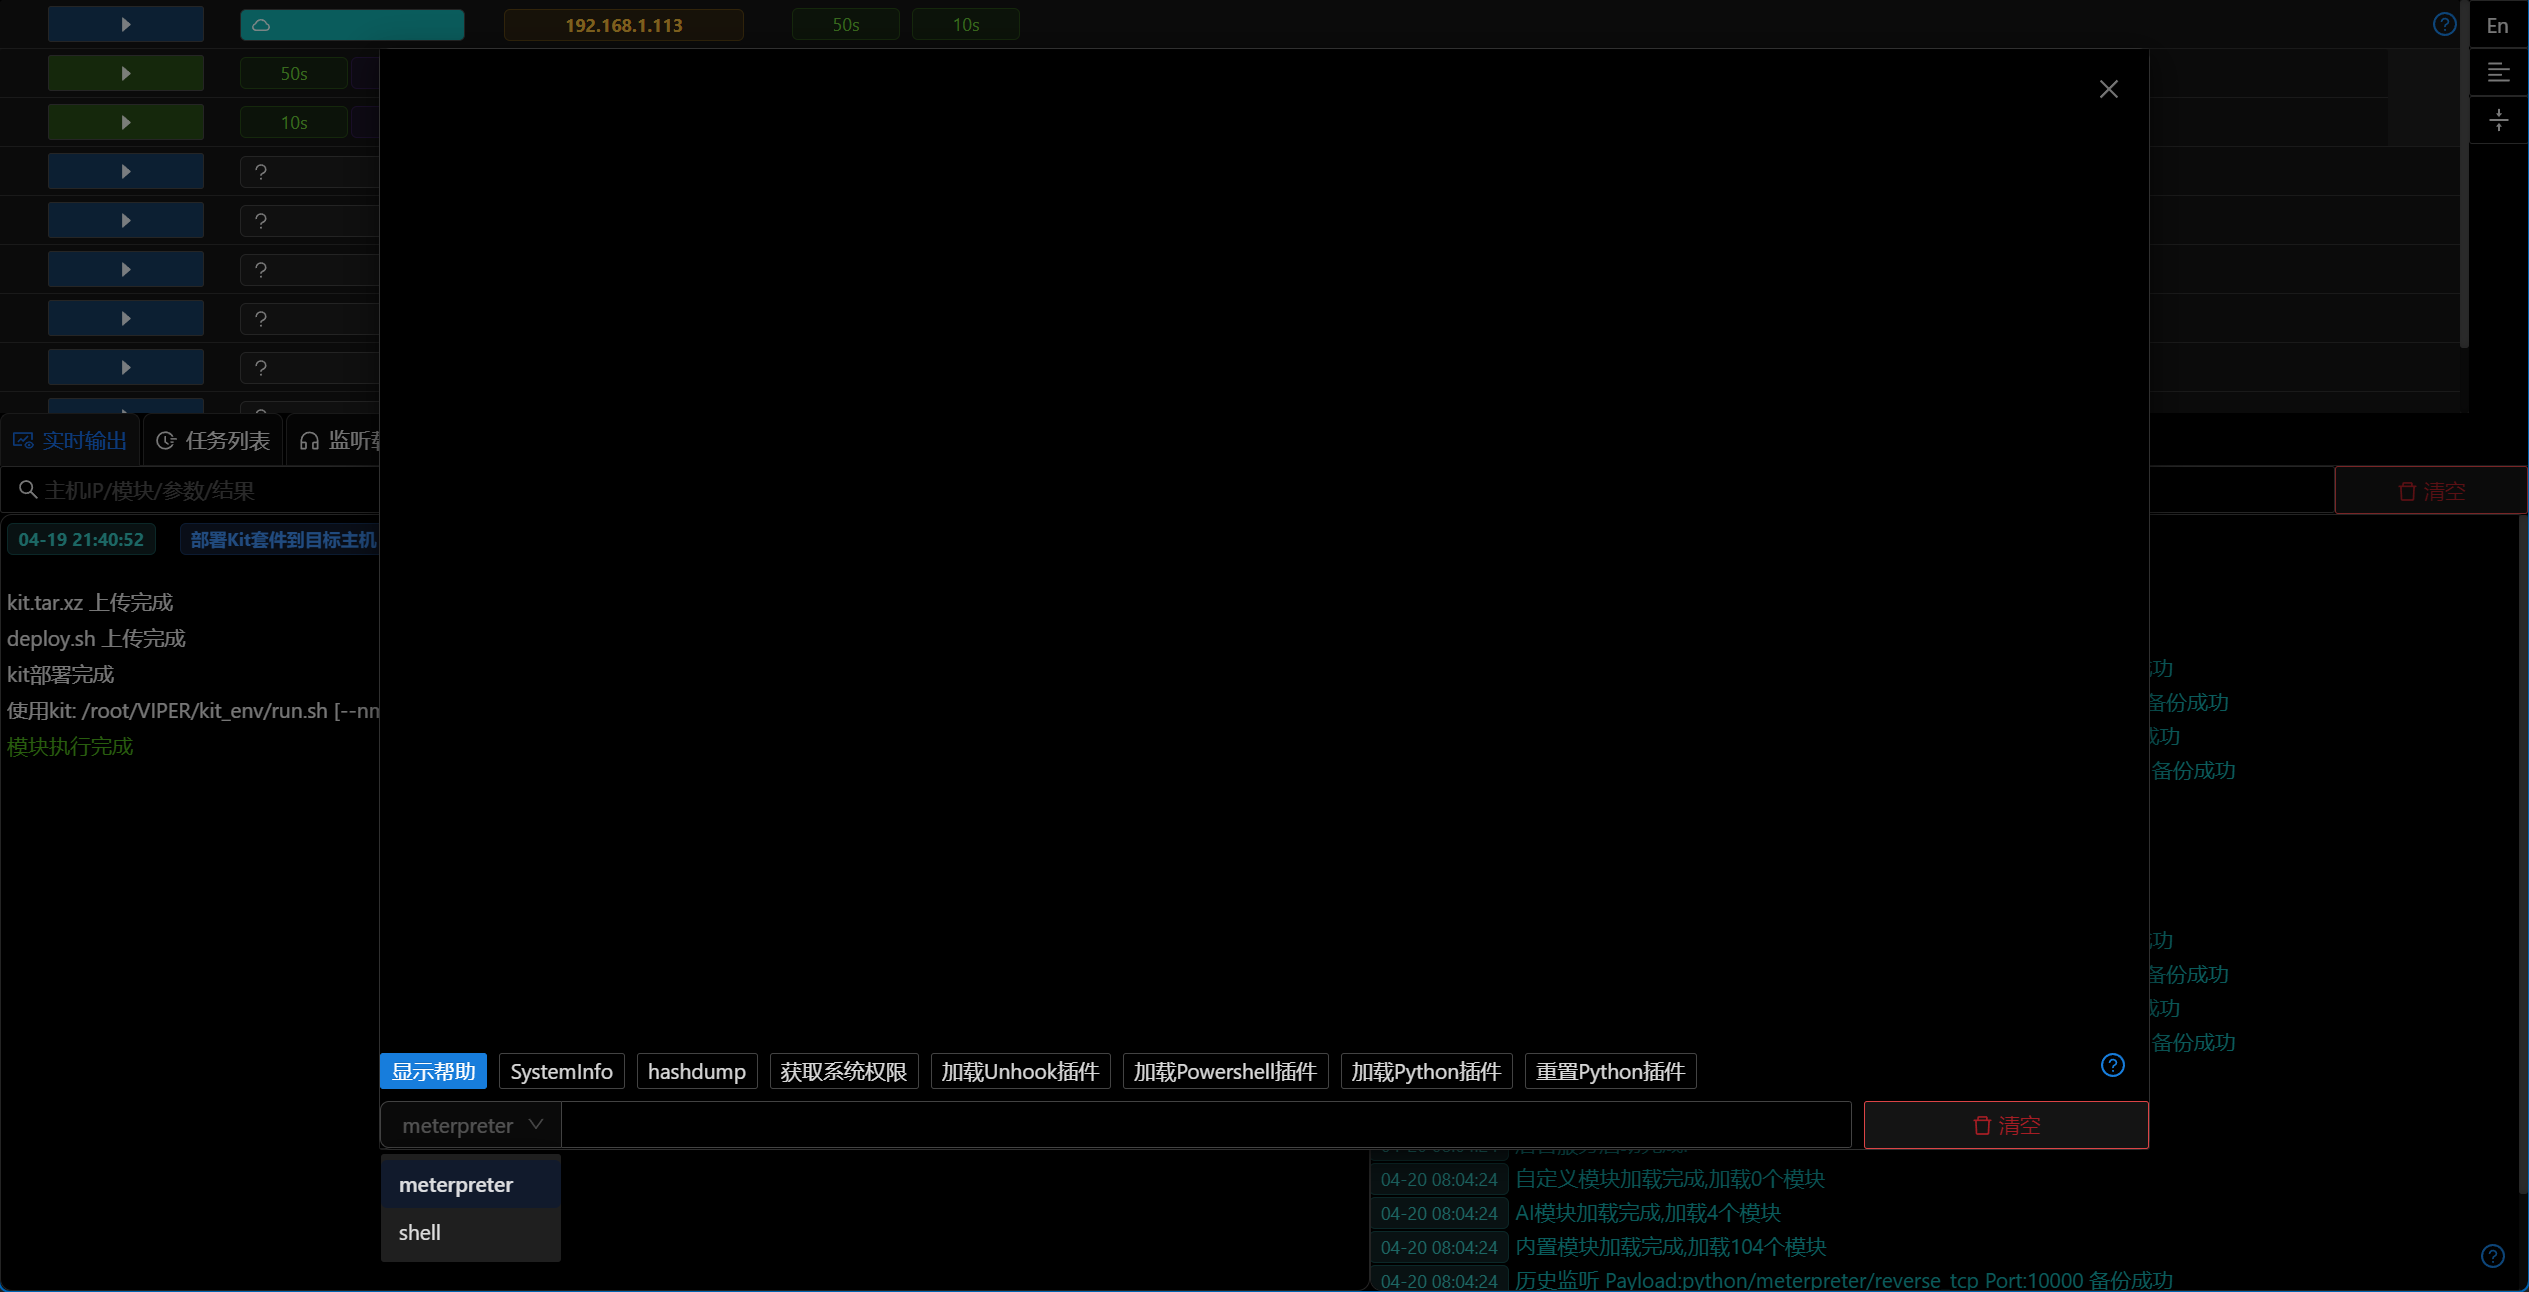 192.168.1.113 50s 10s En
50s
10s
?
?
?
?
?
实时输出 任务列表 监听
主机IP/模块/参数/结果 清空
04-19 21:40:52 部署Kit套件到目标主机
kit.tar.xz 上传完成
deploy.sh 上传完成
kit部署完成
使用kit: /root/VIPER/kit_env/run.sh [--nm
模块执行完成
功
备份成功
成功
备份成功
功
备份成功
成功
备份成功
显示帮助 SystemInfo hashdump 获取系统权限 加载Unhook插件 加载Powershell插件 加载Python插件 重置Python插件
meterpreter 清空
meterpreter
shell
04-20 08:04:24 自定义模块加载完成,加载0个模块
04-20 08:04:24 AI模块加载完成,加载4个模块
04-20 08:04:24 内置模块加载完成,加载104个模块
04-20 08:04:24 历史监听 Payload:python/meterpreter/reverse_tcp Port:10000 备份成功